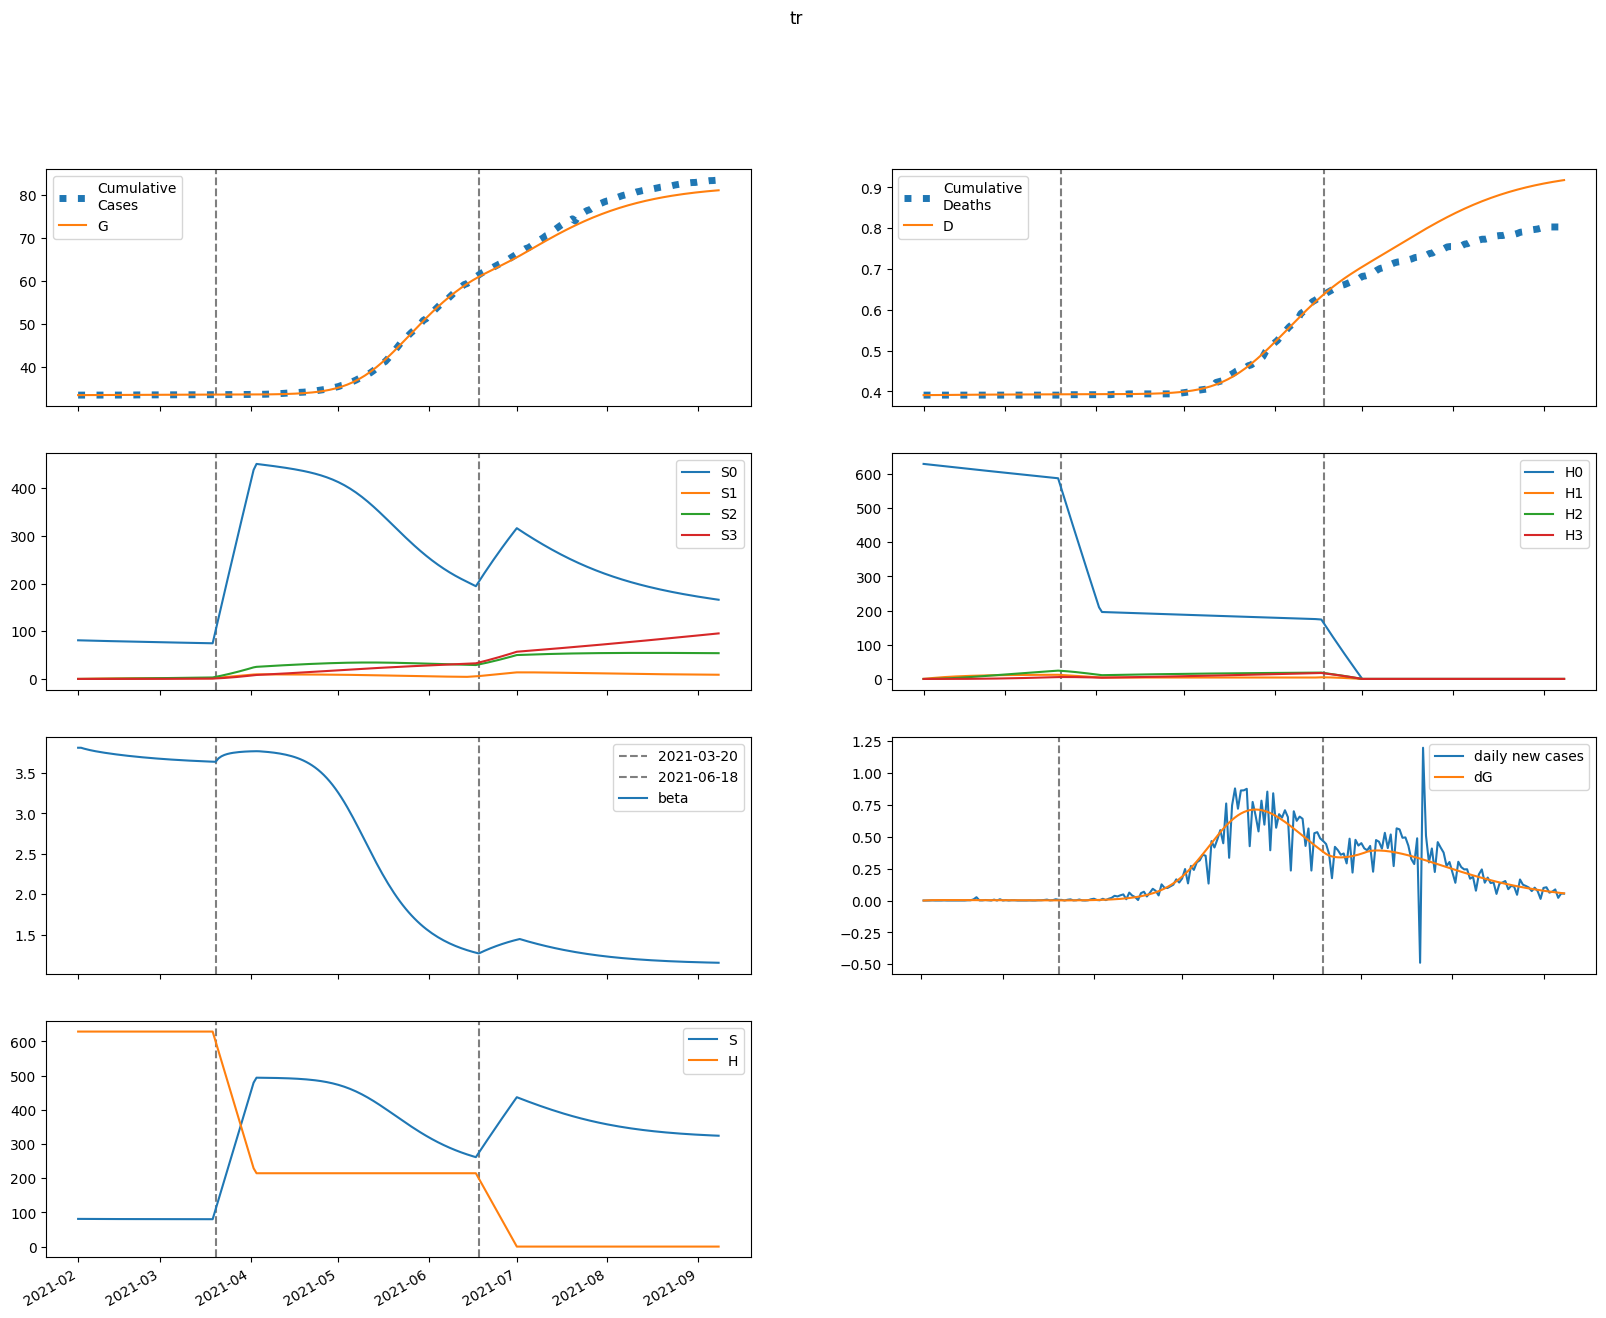 tr
Cumulative
Cases
G
80
70
60
50
40
Cumulative
Deaths
D
0.9
0.8
0.7
0.6
0.5
0.4
S0
S1
S2
S3
400
300
200
100
0
H0
H1
H2
H3
600
500
400
300
200
100
0
2021-03-20
2021-06-18
beta
3.5
3.0
2.5
2.0
1.5
daily new cases
dG
1.25
1.00
0.75
0.50
0.25
0.00
−0.25
−0.50
S
H
600
500
400
300
200
100
0
2021-02
2021-03
2021-04
2021-05
2021-06
2021-07
2021-08
2021-09